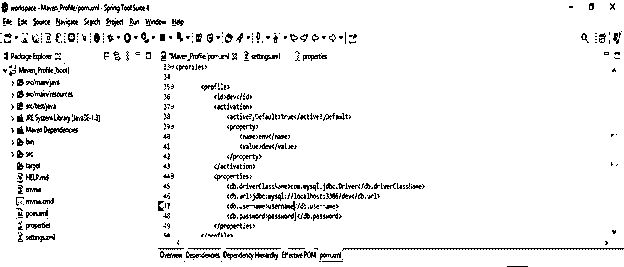 workspace - Maven_Profile/pom.xml - Spring Tool Suite 4
File Edit Source Navigate Search Project Run Window Help
Package Explorer
*Maven_Profile/pom.xml settings.xml properties
Maven_Profile [boot]
src/main/java
src/main/resources
src/test/java
JRE System Library [JavaSE-1.8]
Maven Dependencies
bin
src
target
HELP.md
mvnw
mvnw.cmd
pom.xml
properties
settings.xml
33 <profiles>
34
35 <profile>
36 <id>dev</id>
37 <activation>
38 <activeByDefault>true</activeByDefault>
39 <property>
40 <name>env</name>
41 <value>dev</value>
42 </property>
43 </activation>
44 <properties>
45 <db.driverClassName>com.mysql.jdbc.Driver</db.driverClassName>
46 <db.url>jdbc:mysql://localhost:3306/dev</db.url>
47 <db.username>username</db.username>
48 <db.password>password</db.password>
49 </properties>
50 </profile>
Overview Dependencies Dependency Hierarchy Effective POM pom.xml